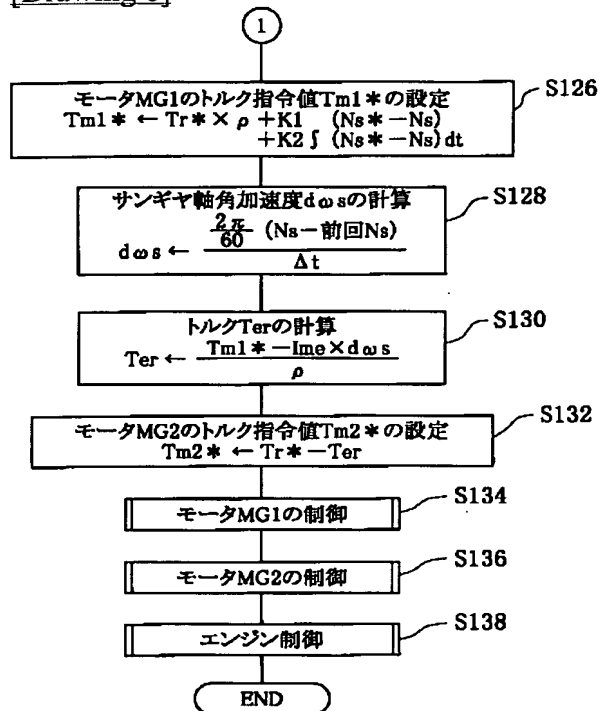 1
モータMG1のトルク指令値Tm1*の設定
Tm1* ← Tr*×ρ +K1 (Ns*−Ns)
+K2∫(Ns*−Ns)dt
S126
サンギヤ軸角加速度dωsの計算
dωs ← 2π/60 (Ns−前回Ns) / Δt
S128
トルクTerの計算
Ter ← Tm1*−Ime×dωs / ρ
S130
モータMG2のトルク指令値Tm2*の設定
Tm2* ← Tr*−Ter
S132
モータMG1の制御
S134
モータMG2の制御
S136
エンジン制御
S138
END